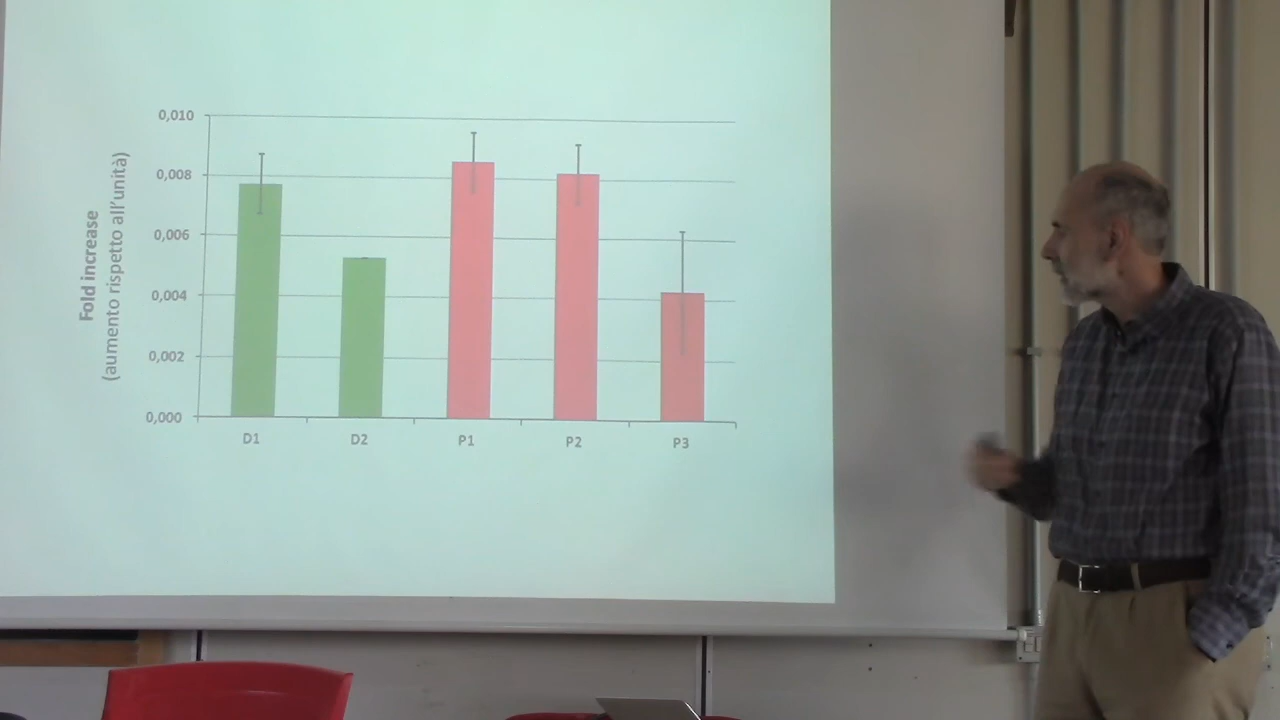 Fold increase
(aumento rispetto all'unità)
0,010
0,008
0,006
0,004
0,002
0,000
D1 D2 P1 P2 P3